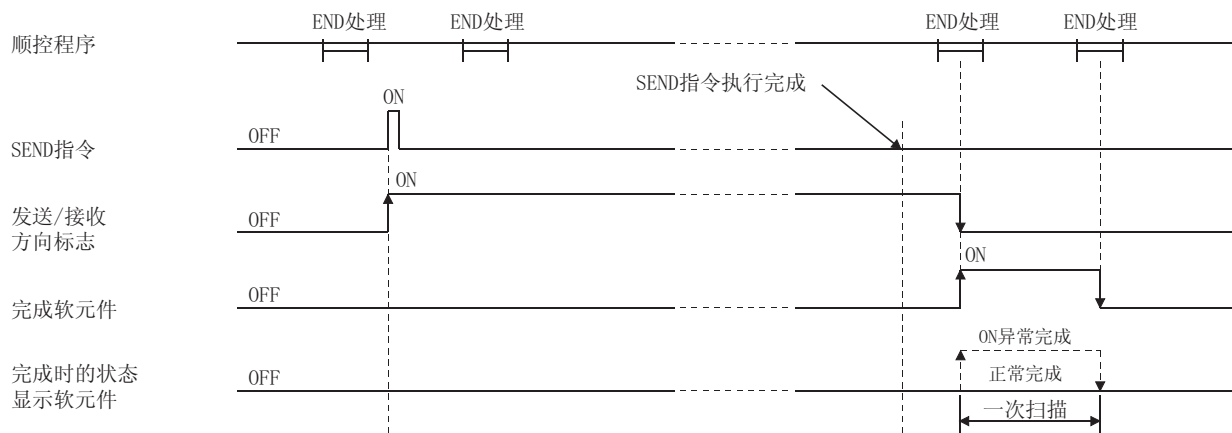 END处理 END处理 END处理 END处理
顺控程序
SEND指令执行完成
ON
OFF
SEND指令
ON
OFF
发送/接收
方向标志
ON
OFF
完成软元件
ON异常完成
OFF
完成时的状态
显示软元件
正常完成
一次扫描